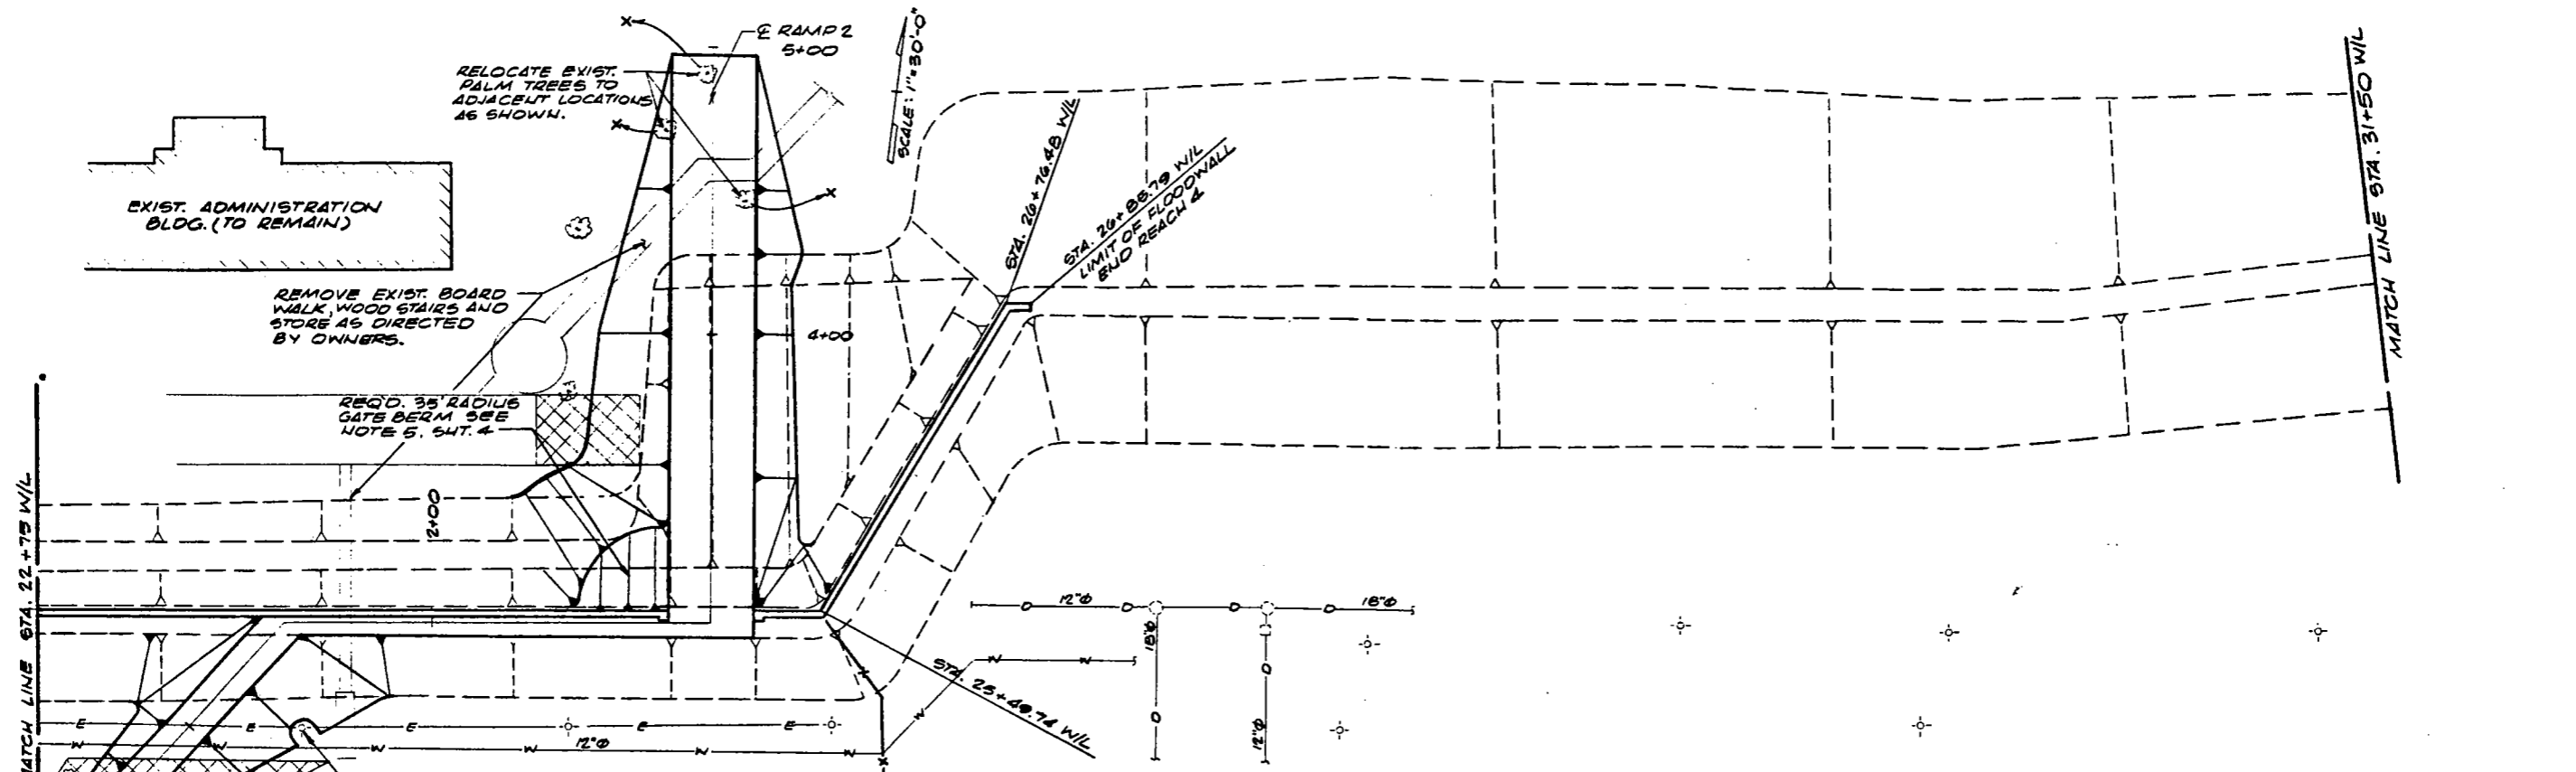 ℄ RAMP 2
5+00
SCALE: 1"=30'-0"
RELOCATE EXIST.
PALM TREES TO
ADJACENT LOCATIONS
AS SHOWN.
EXIST. ADMINISTRATION
BLDG. (TO REMAIN)
REMOVE EXIST. BOARD
WALK, WOOD STAIRS AND
STORE AS DIRECTED
BY OWNERS.
4+00
REQ'D. 35' RADIUS
GATE BERM SEE
NOTE 5, SHT. 4
2+00
STA. 26+76.48 W/L
STA. 26+88.79 W/L
LIMIT OF FLOODWALL
END REACH 4
MATCH LINE STA. 31+50 W/L
MATCH LINE STA. 22+75 W/L
STA. 25+49.74 W/L
12"Ø
18"Ø
18"Ø
12"Ø
12"Ø
D D D D
D D
W W
W
E E E E E
W W W W W W